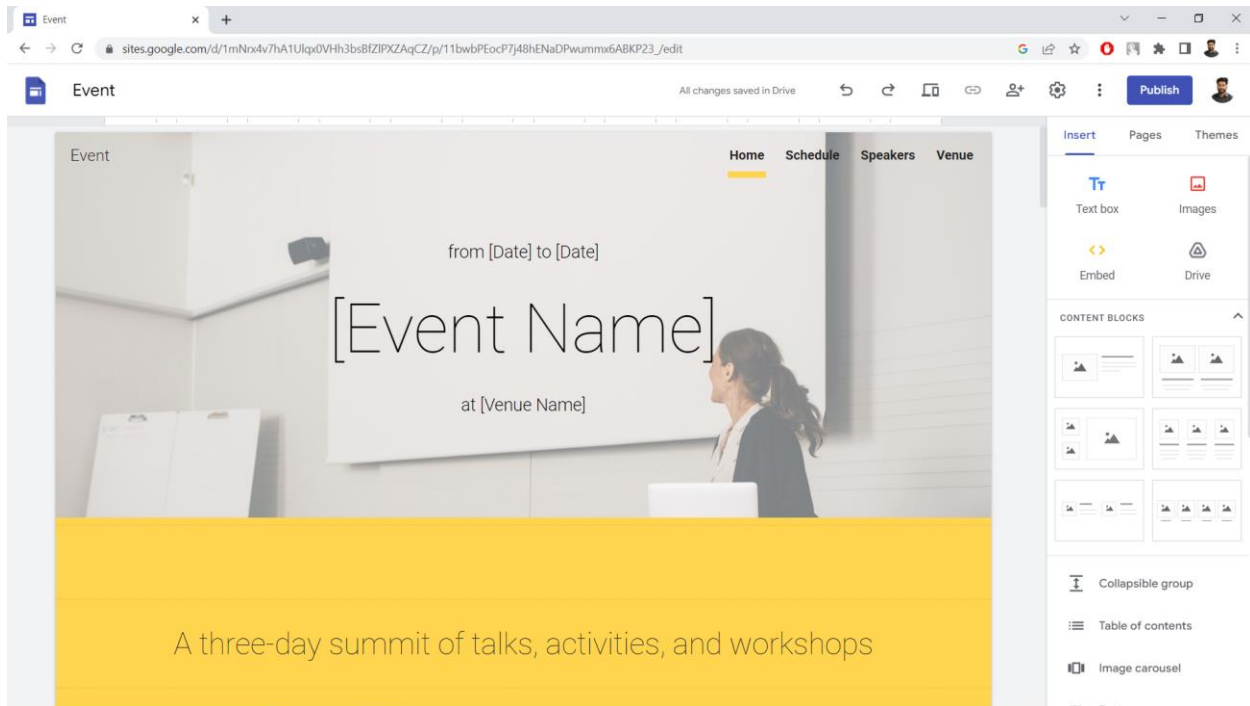 Event
sites.google.com/d/1mNrx4v7hA1Ulqx0VHh3bsBfZlPXZAqCZ/p/11bwbPEocP7j48hENaDPwummx6ABKP23_/edit
Event
All changes saved in Drive
Publish
Insert Pages Themes
Event
Home Schedule Speakers Venue
from [Date] to [Date]
[Event Name]
at [Venue Name]
A three-day summit of talks, activities, and workshops
Text box Images
Embed Drive
CONTENT BLOCKS
Collapsible group
Table of contents
Image carousel